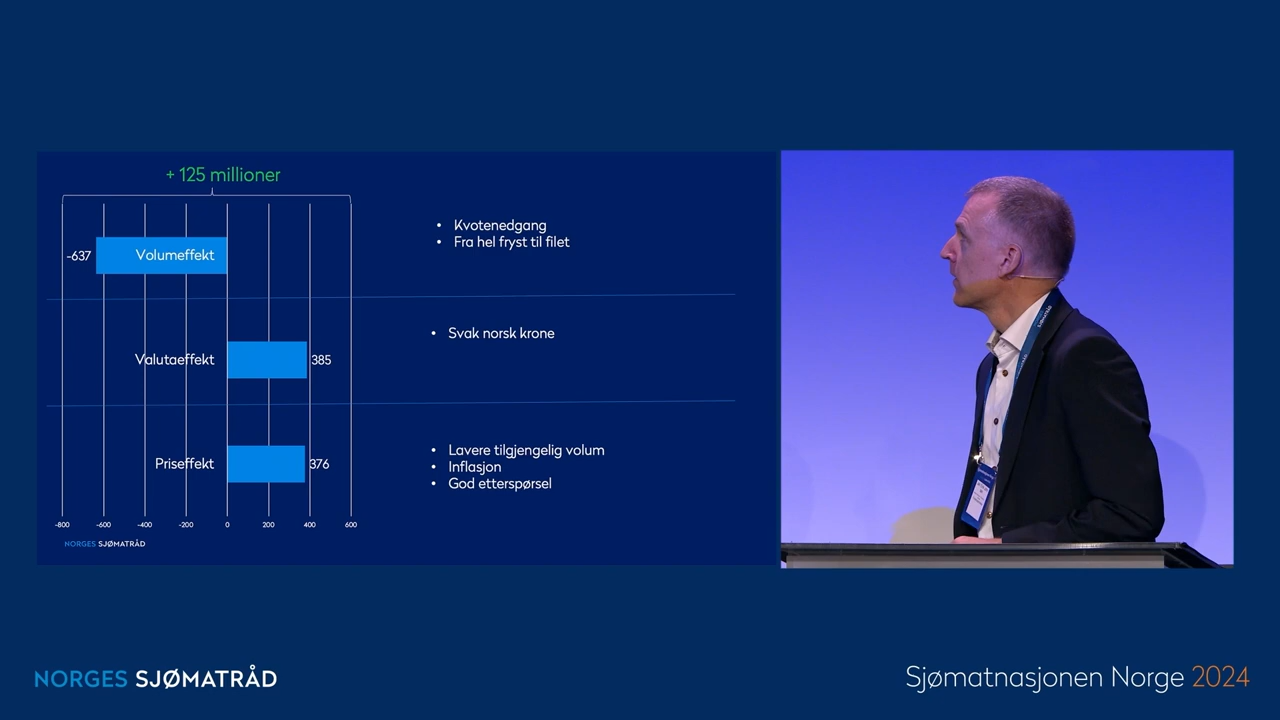 + 125 millioner
-637
Volumeffekt
• Kvotenedgang
• Fra hel fryst til filet
Valutaeffekt
385
• Svak norsk krone
Priseffekt
376
• Lavere tilgjengelig volum
• Inflasjon
• God etterspørsel
-800 -600 -400 -200 0 200 400 600
NORGES SJØMATRÅD
NORGES SJØMATRÅD
Sjømatnasjonen Norge 2024